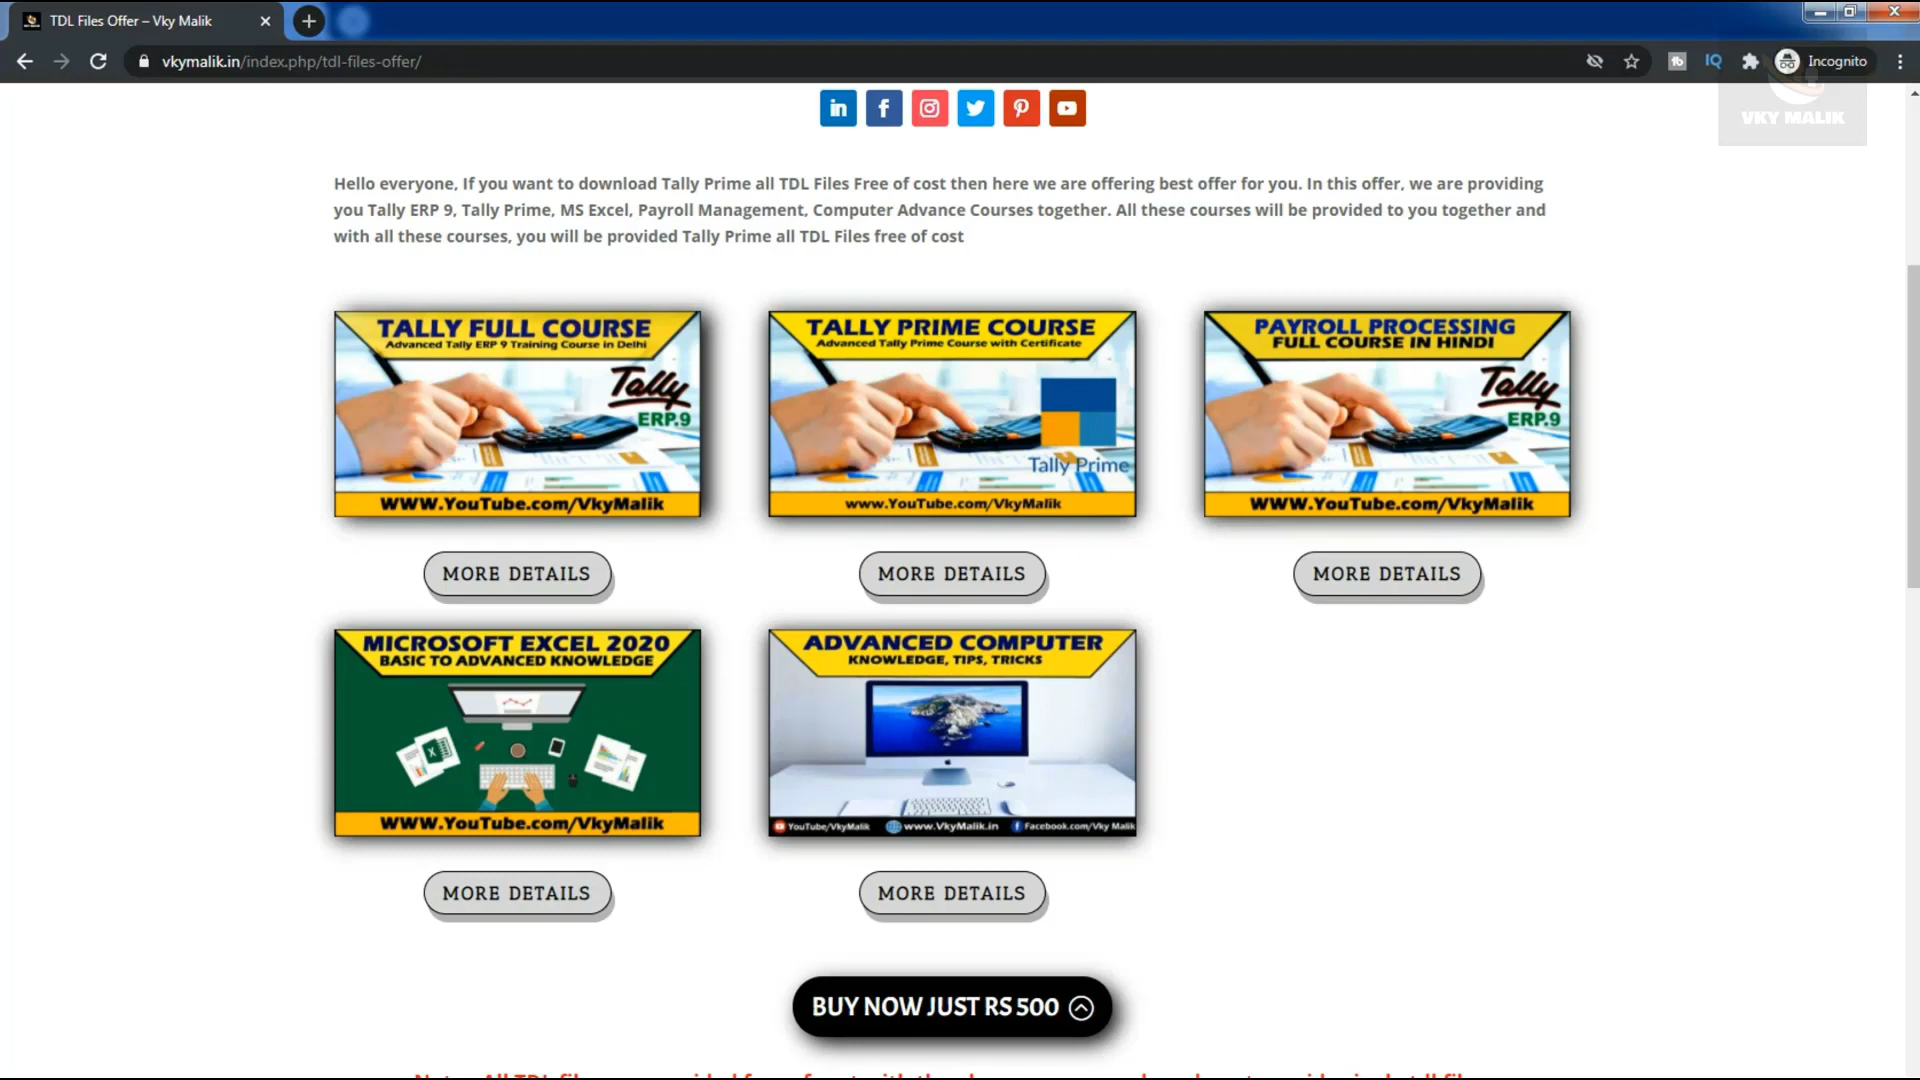 TDL Files Offer – Vky Malik
vkymalik.in/index.php/tdl-files-offer/
IQ
Incognito
VKY MALIK
Hello everyone, If you want to download Tally Prime all TDL Files Free of cost then here we are offering best offer for you. In this offer, we are providing
you Tally ERP 9, Tally Prime, MS Excel, Payroll Management, Computer Advance Courses together. All these courses will be provided to you together and
with all these courses, you will be provided Tally Prime all TDL Files free of cost
TALLY FULL COURSE
Advanced Tally ERP 9 Training Course in Delhi
Tally
ERP.9
WWW.YouTube.com/VkyMalik
TALLY PRIME COURSE
Advanced Tally Prime Course with Certificate
Tally Prime
www.YouTube.com/VkyMalik
PAYROLL PROCESSING
FULL COURSE IN HINDI
Tally
ERP.9
WWW.YouTube.com/VkyMalik
MORE DETAILS
MORE DETAILS
MORE DETAILS
MICROSOFT EXCEL 2020
BASIC TO ADVANCED KNOWLEDGE
WWW.YouTube.com/VkyMalik
ADVANCED COMPUTER
KNOWLEDGE, TIPS, TRICKS
YouTube/VkyMalik
www.VkyMalik.in
Facebook.com/Vky Malik
MORE DETAILS
MORE DETAILS
BUY NOW JUST RS 500